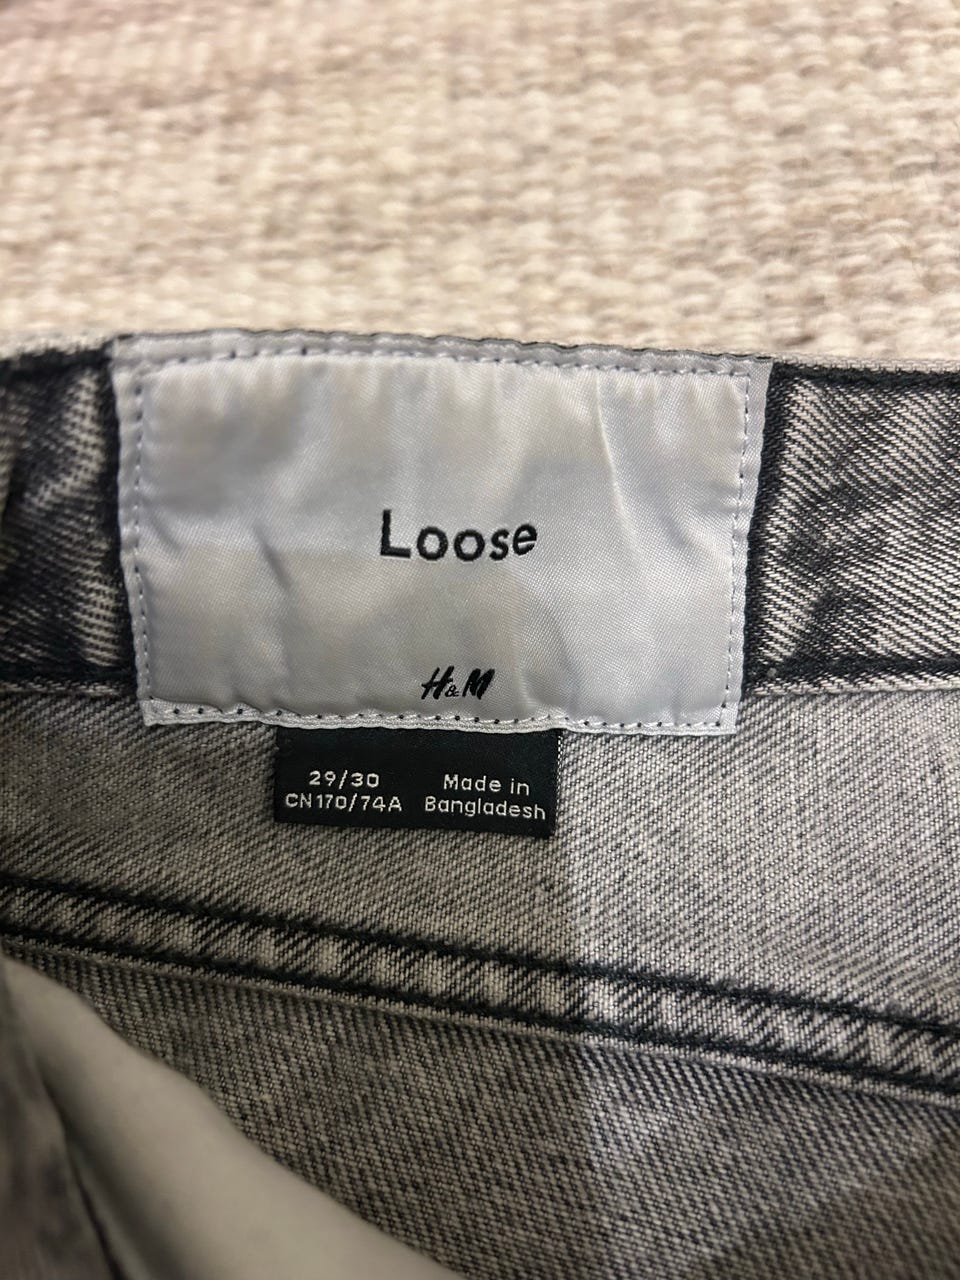 Loose
H&M
29/30
CN170/74A
Made in
Bangladesh